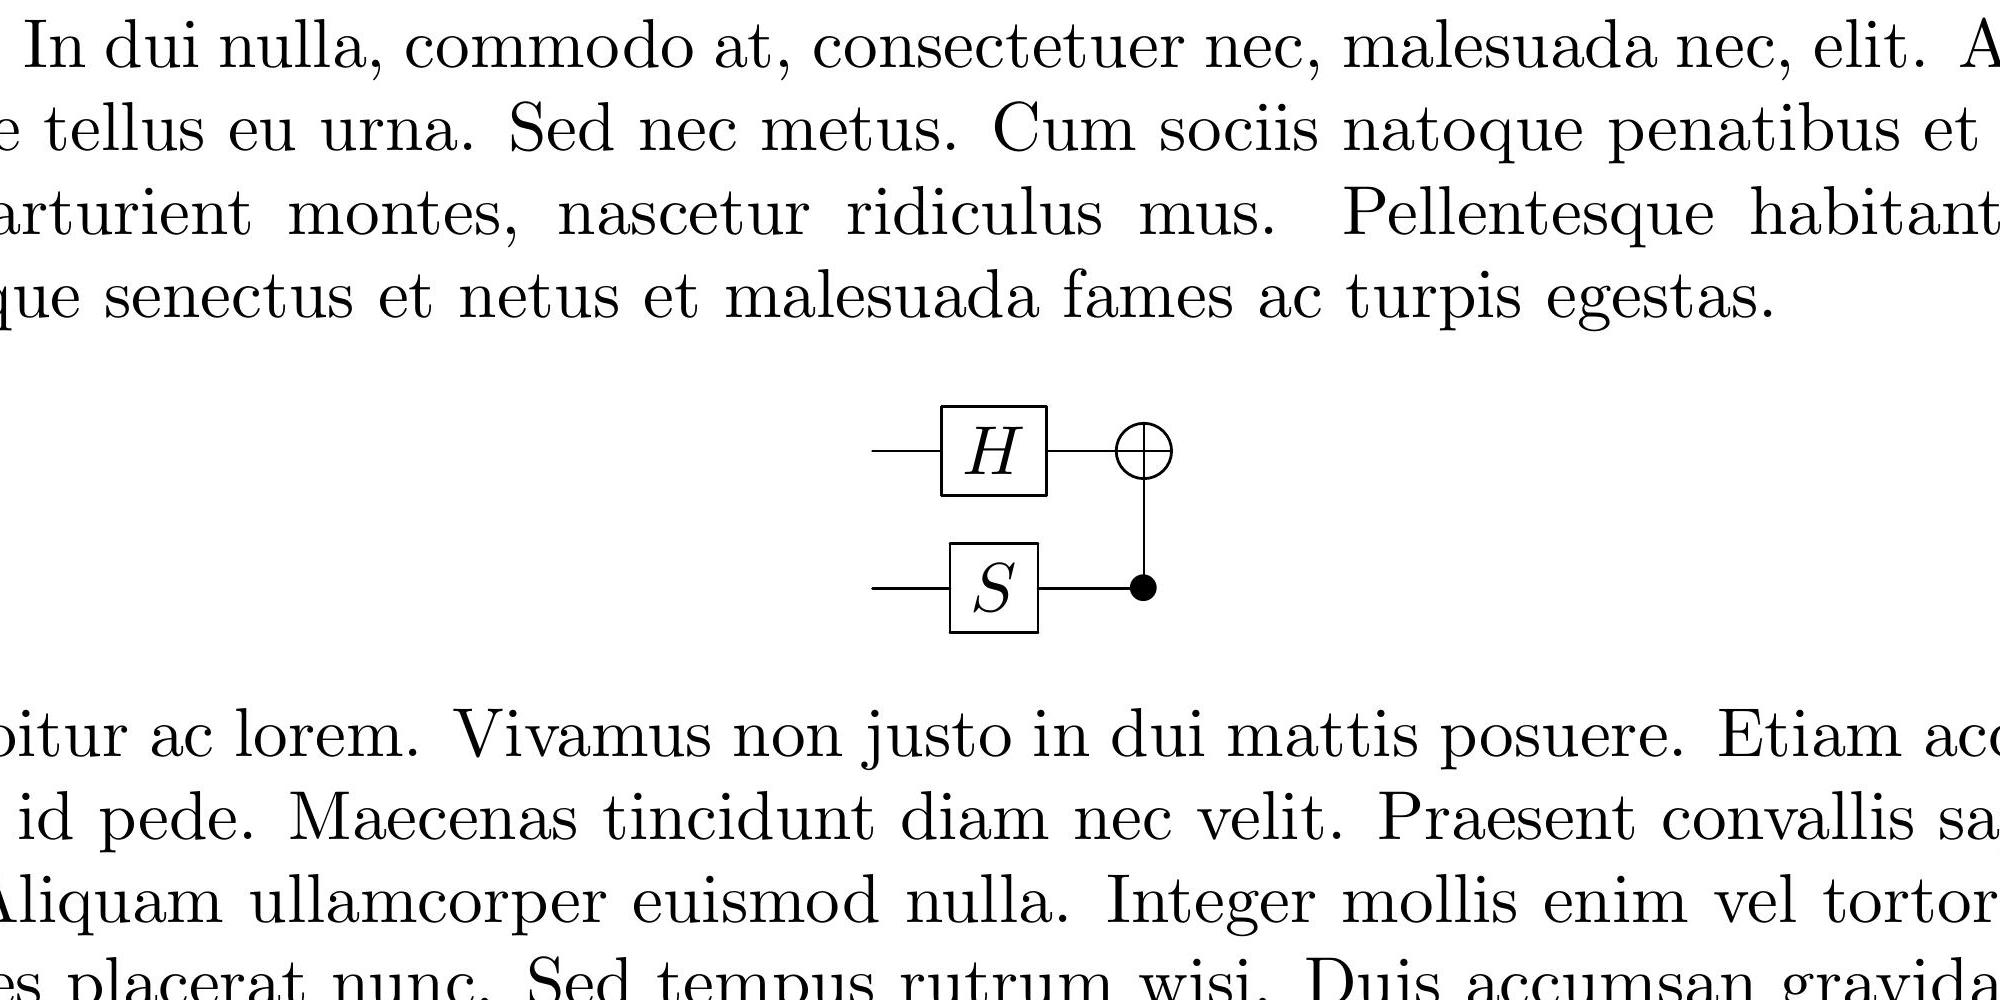 In dui nulla, commodo at, consectetuer nec, malesuada nec, elit. A
e tellus eu urna. Sed nec metus. Cum sociis natoque penatibus et
arturient montes, nascetur ridiculus mus. Pellentesque habitant
que senectus et netus et malesuada fames ac turpis egestas.
H
S
bitur ac lorem. Vivamus non justo in dui mattis posuere. Etiam acc
id pede. Maecenas tincidunt diam nec velit. Praesent convallis sa
Aliquam ullamcorper euismod nulla. Integer mollis enim vel tortor
es placerat nunc. Sed tempus rutrum wisi. Duis accumsan gravida